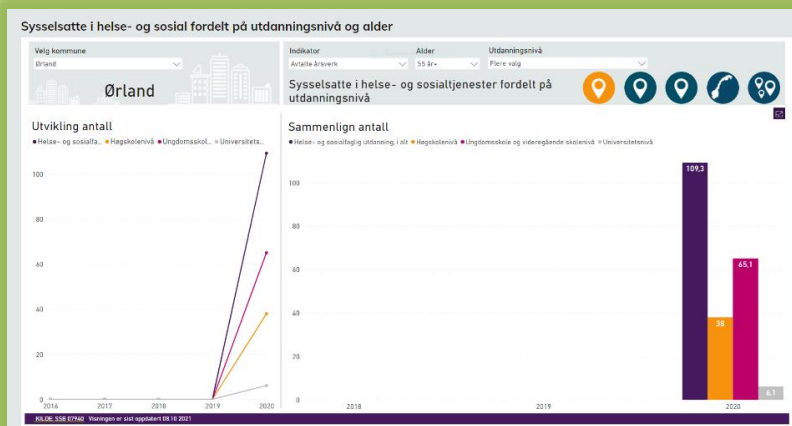 Sysselsatte i helse- og sosial fordelt på utdanningsnivå og alder
Velg kommune
Ørland
Ørland
Indikator
Avtalte årsverk
Alder
55 år+
Utdanningsnivå
Flere valg
Sysselsatte i helse- og sosialtjenester fordelt på
utdanningsnivå
Utvikling antall
Helse- og sosialfa... Høgskolenivå Ungdomsskol... Universitets...
100
80
60
40
20
0
2016 2017 2018 2019 2020
Sammenlign antall
Helse- og sosialfaglig utdanning, i alt Høgskolenivå Ungdomsskole og videregående skolenivå Universitetsnivå
100
80
60
40
20
0
109,3
38
65,1
6,1
2018 2019 2020
KILDE: SSB 07960 Visningen er sist oppdatert 08.10 2021